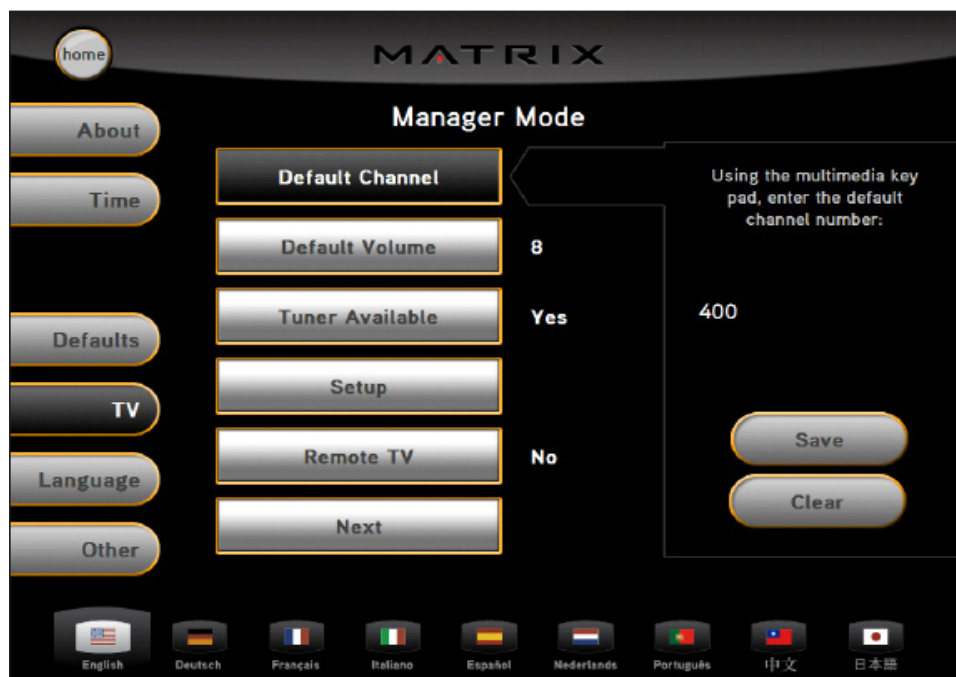 home
MATRIX
Manager Mode
About
Time
Defaults
TV
Language
Other
Default Channel
Default Volume
8
Tuner Available
Yes
Setup
Remote TV
No
Next
Using the multimedia key
pad, enter the default
channel number:
400
Save
Clear
English
Deutsch
Français
Italiano
Español
Nederlands
Português
中文
日本語